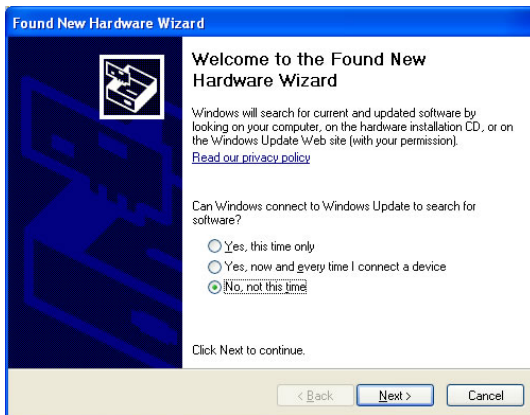 Found New Hardware Wizard
Welcome to the Found New
Hardware Wizard
Windows will search for current and updated software by
looking on your computer, on the hardware installation CD, or on
the Windows Update Web site (with your permission).
Read our privacy policy
Can Windows connect to Windows Update to search for
software?
Yes, this time only
Yes, now and every time I connect a device
No, not this time
Click Next to continue.
< Back
Next >
Cancel